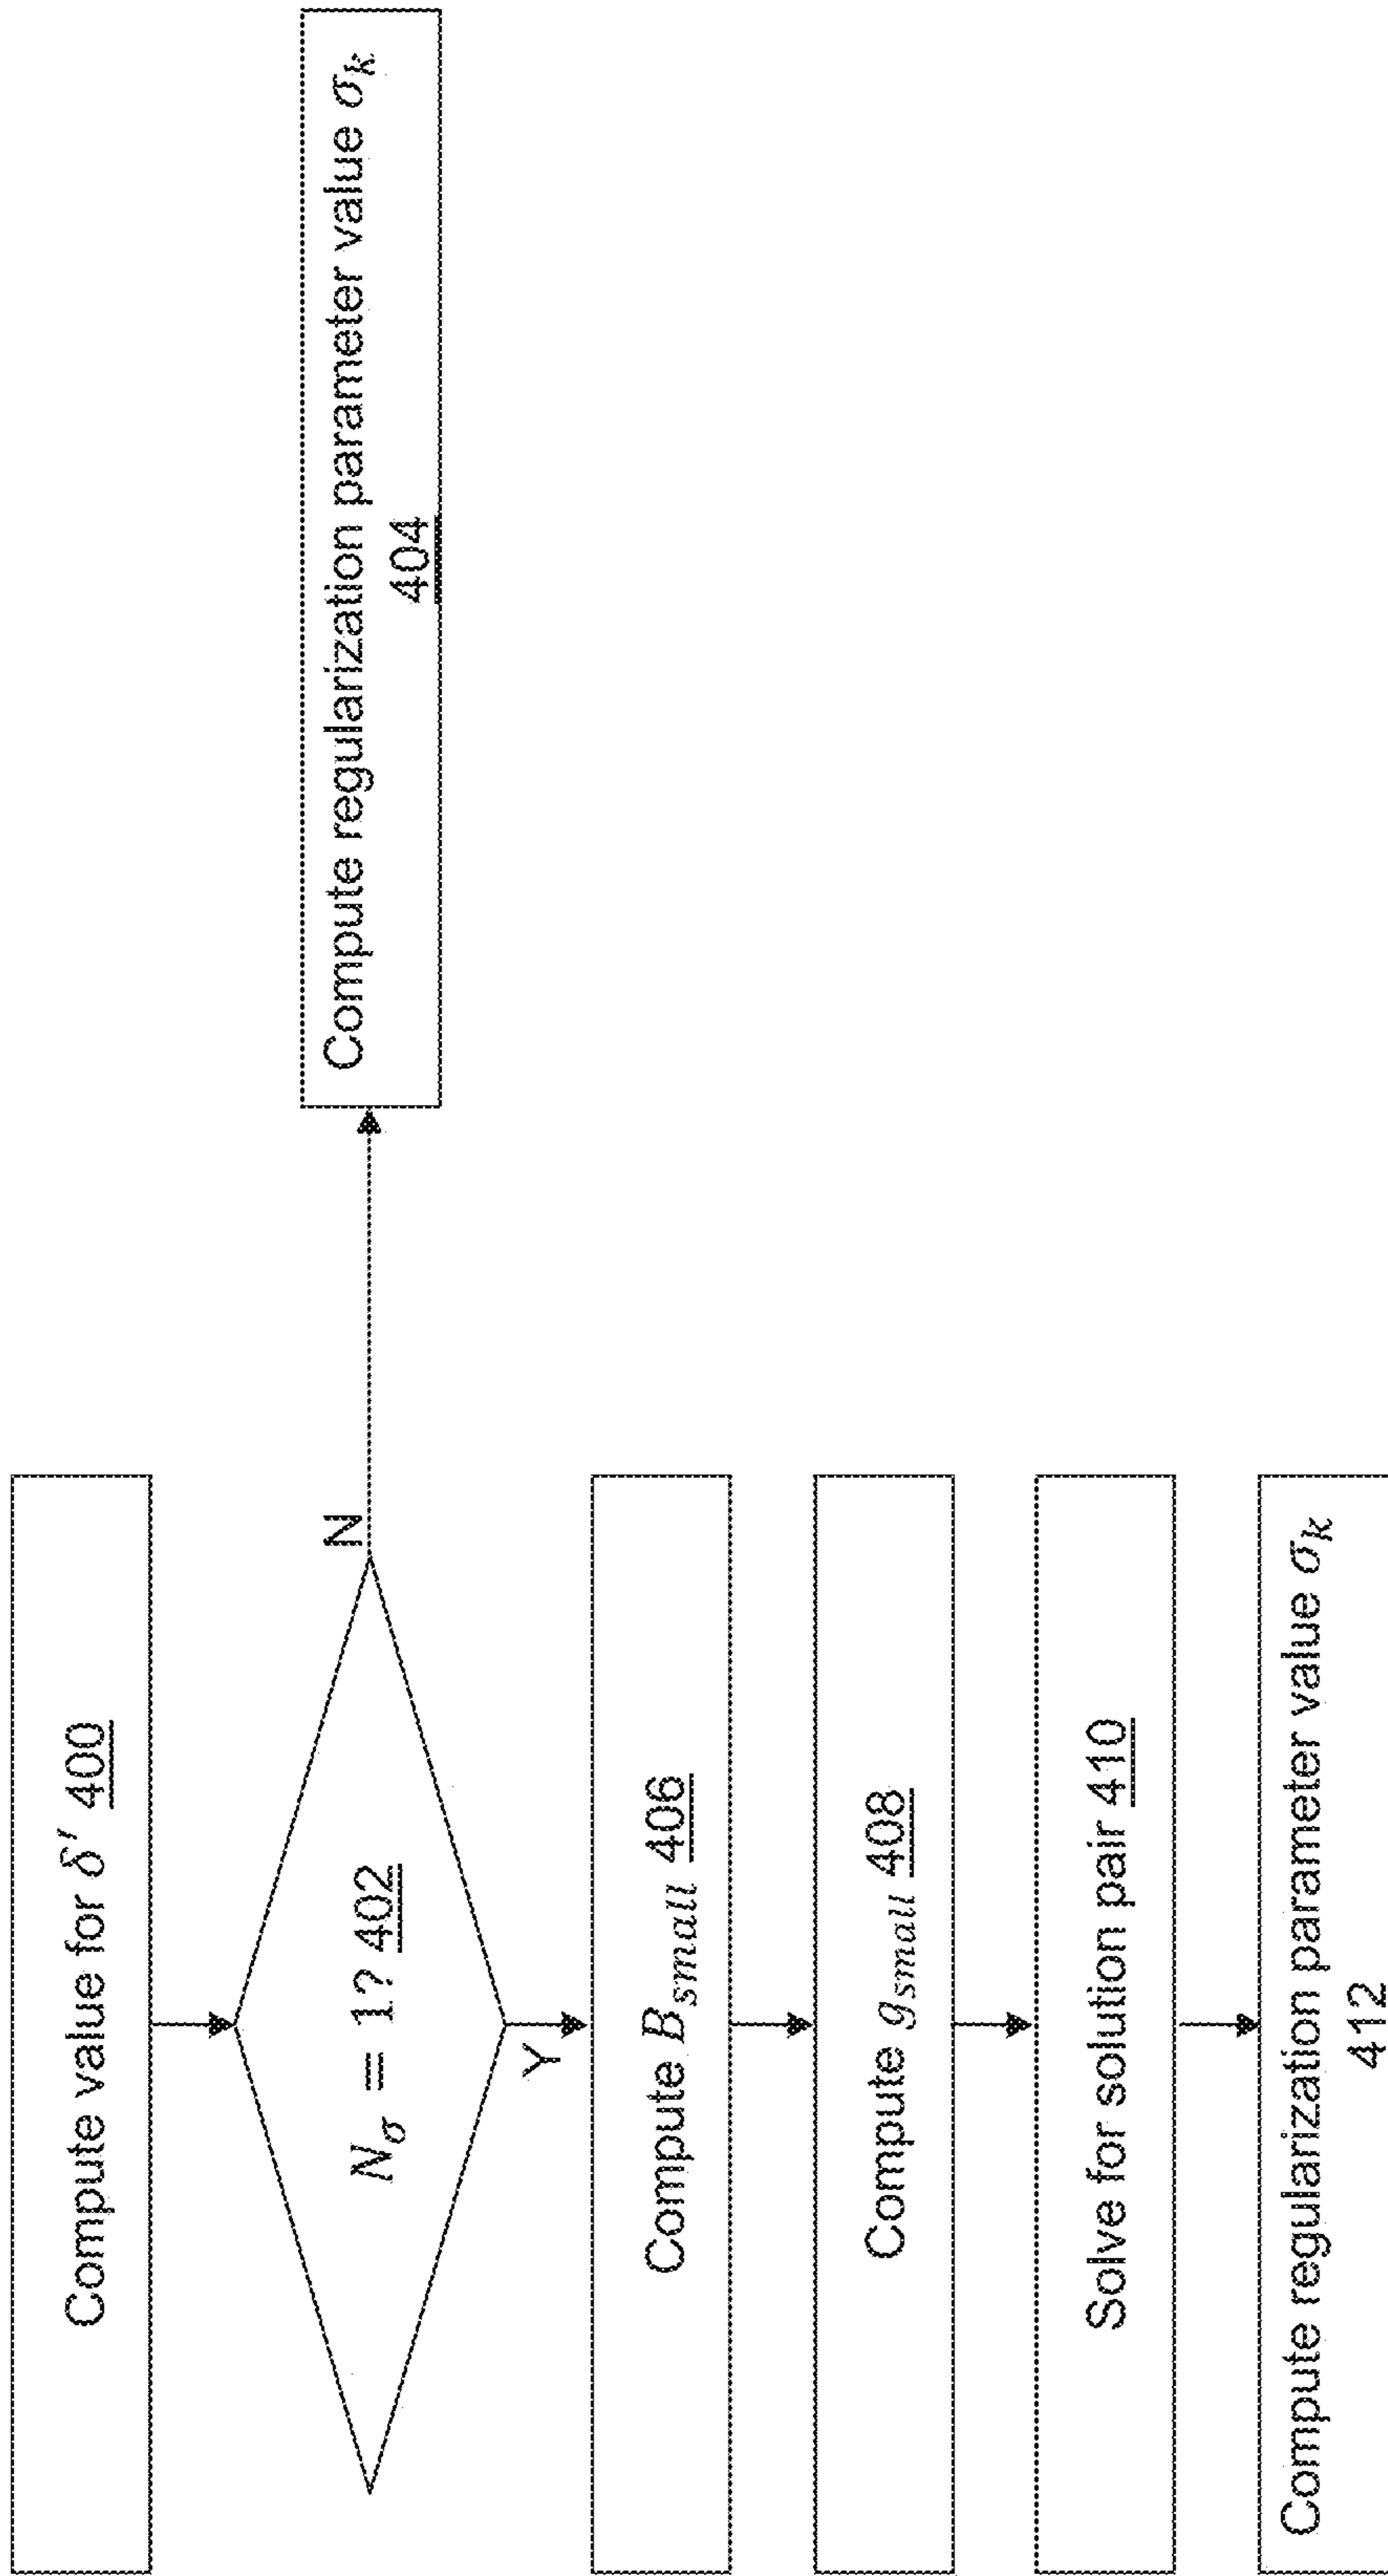 Compute value for δ′ 400
N_σ = 1? 402
N
Compute regularization parameter value σ_k
404
Y
Compute B_small 406
Compute g_small 408
Solve for solution pair 410
Compute regularization parameter value σ_k
412